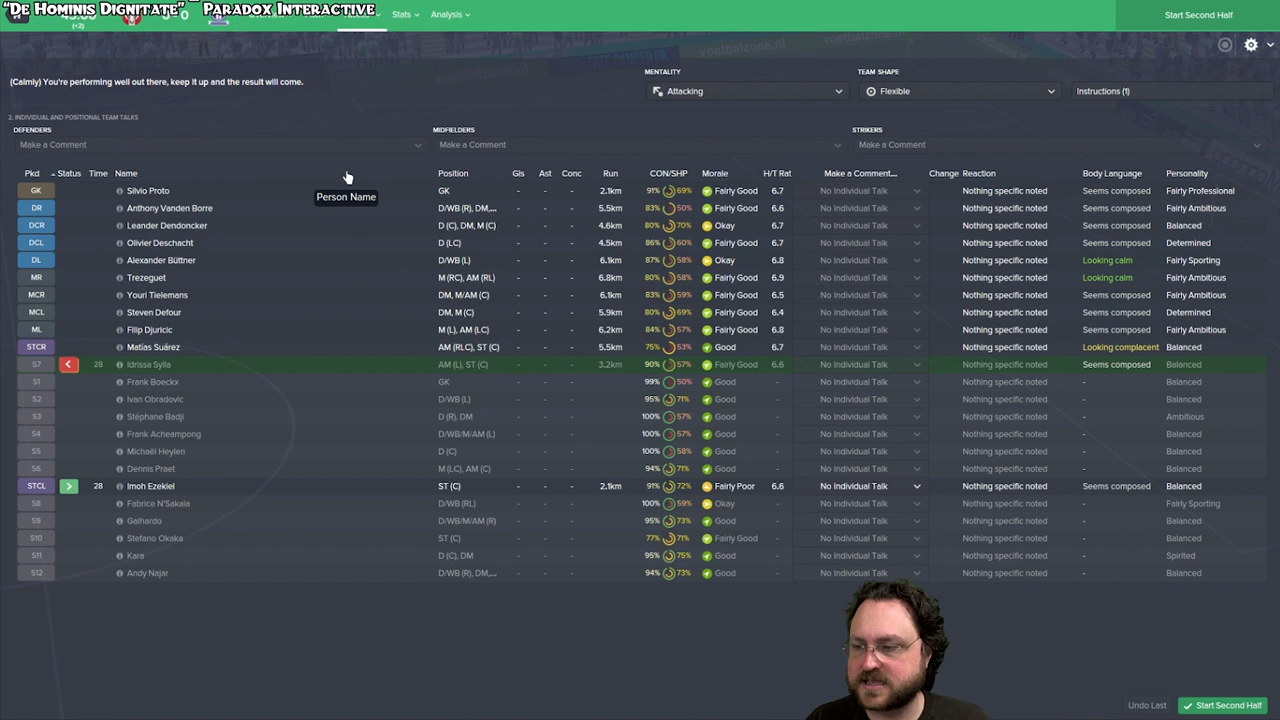 "De Hominis Dignitate" – Paradox Interactive
45:00
(+2)
0 - 0
Stats
Analysis
Start Second Half
(Calmly) You're performing well out there, keep it up and the result will come.
MENTALITY
Attacking
TEAM SHAPE
Flexible
Instructions (1)
2. INDIVIDUAL AND POSITIONAL TEAM TALKS
DEFENDERS
Make a Comment
MIDFIELDERS
Make a Comment
STRIKERS
Make a Comment
Pkd Status Time Name Position Gls Ast Conc Run CON/SHP Morale H/T Rat Make a Comment... Change Reaction Body Language Personality
GK Silvio Proto GK - - - 2.1km 91% 69% Fairly Good 6.7 No Individual Talk Nothing specific noted Seems composed Fairly Professional
Person Name
DR Anthony Vanden Borre D/WB (R), DM,... - - - 5.5km 83% 50% Fairly Good 6.6 No Individual Talk Nothing specific noted Seems composed Fairly Ambitious
DCR Leander Dendoncker D (C), DM, M (C) - - - 4.6km 80% 70% Okay 6.7 No Individual Talk Nothing specific noted Seems composed Balanced
DCL Olivier Deschacht D (LC) - - - 4.5km 86% 60% Fairly Good 6.7 No Individual Talk Nothing specific noted Seems composed Determined
DL Alexander Büttner D/WB (L) - - - 6.1km 87% 58% Okay 6.8 No Individual Talk Nothing specific noted Looking calm Fairly Sporting
MR Trezeguet M (RC), AM (RL) - - - 6.8km 80% 58% Fairly Good 6.9 No Individual Talk Nothing specific noted Looking calm Fairly Ambitious
MCR Youri Tielemans DM, M/AM (C) - - - 6.1km 83% 59% Fairly Good 6.5 No Individual Talk Nothing specific noted Seems composed Fairly Ambitious
MCL Steven Defour DM, M (C) - - - 5.9km 80% 69% Fairly Good 6.4 No Individual Talk Nothing specific noted Seems composed Determined
ML Filip Djuricic M (L), AM (LC) - - - 6.2km 84% 57% Fairly Good 6.8 No Individual Talk Nothing specific noted Seems composed Fairly Ambitious
STCR Matías Suárez AM (RLC), ST (C) - - - 5.5km 75% 53% Good 6.7 No Individual Talk Nothing specific noted Looking complacent Balanced
S7 28 Idrissa Sylla AM (L), ST (C) - - - 3.2km 90% 57% Fairly Good 6.6 No Individual Talk Nothing specific noted Seems composed Balanced
S1 Frank Boeckx GK - - - 99% 50% Good - No Individual Talk Nothing specific noted - Balanced
S2 Ivan Obradovic D/WB (L) - - - 95% 71% Good - No Individual Talk Nothing specific noted - Balanced
S3 Stéphane Badji D (R), DM - - - 100% 57% Good - No Individual Talk Nothing specific noted - Ambitious
S4 Frank Acheampong D/WB/M/AM (L) - - - 100% 57% Good - No Individual Talk Nothing specific noted - Balanced
S5 Michaël Heylen D (C) - - - 100% 58% Good - No Individual Talk Nothing specific noted - Balanced
S6 Dennis Praet M (LC), AM (C) - - - 94% 71% Good - No Individual Talk Nothing specific noted - Balanced
STCL 28 Imoh Ezekiel ST (C) - - - 2.1km 91% 72% Fairly Poor 6.6 No Individual Talk Nothing specific noted Seems composed Balanced
S8 Fabrice N'Sakala D/WB (RL) - - - 100% 59% Okay - No Individual Talk Nothing specific noted - Fairly Sporting
S9 Galhardo D/WB/M/AM (R) - - - 95% 73% Good - No Individual Talk Nothing specific noted - Balanced
S10 Stefano Okaka ST (C) - - - 77% 71% Fairly Good - No Individual Talk Nothing specific noted - Balanced
S11 Kara D (C), DM - - - 95% 75% Good - No Individual Talk Nothing specific noted - Spirited
S12 Andy Najar D/WB (R), DM,... - - - 94% 73% Good - No Individual Talk Nothing specific noted - Balanced
Undo Last
Start Second Half